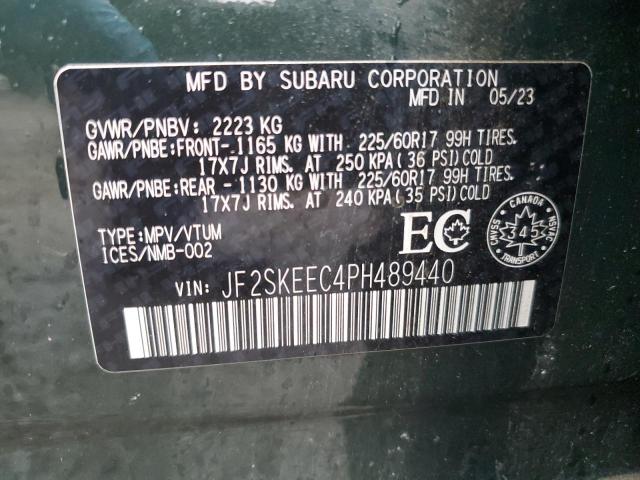 MFD BY SUBARU CORPORATION
MFD IN 05/23
GVWR/PNBV: 2223 KG
GAWR/PNBE:FRONT- 1165 KG WITH 225/60R17 99H TIRES.
17X7J RIMS. AT 250 KPA( 36 PSI) COLD
GAWR/PNBE:REAR - 1130 KG WITH 225/60R17 99H TIRES.
17X7J RIMS. AT 240 KPA( 35 PSI) COLD
TYPE:MPV/VTUM
ICES/NMB-002
EC
CANADA
CMVSS 345 NSVAC
TRANSPORT
VIN: JF2SKEEC4PH489440